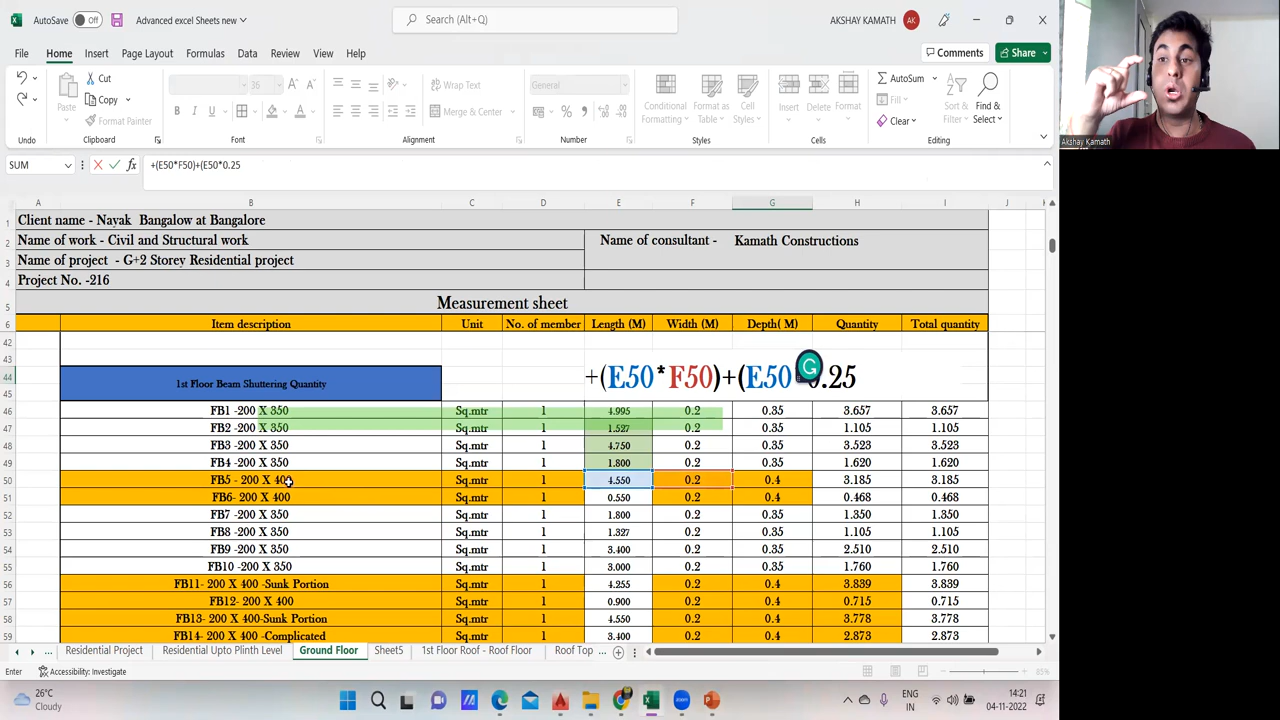 AutoSave Off Advanced excel Sheets new Search (Alt+Q) AKSHAY KAMATH AK
File Home Insert Page Layout Formulas Data Review View Help Comments Share
Undo
Paste
Cut
Copy
Format Painter
Clipboard
36
B I U
Font
Wrap Text
Merge & Center
Alignment
General
Number
Conditional Formatting
Format as Table
Cell Styles
Styles
Insert
Delete
Format
Cells
AutoSum
Fill
Clear
Sort & Filter
Find & Select
Editing
Akshay Kamath
SUM fx +(E50*F50)+(E50*0.25
A B C D E F G H I J
1 Client name - Nayak Bangalow at Bangalore
2 Name of work - Civil and Structural work Name of consultant - Kamath Constructions
3 Name of project - G+2 Storey Residential project
4 Project No. -216
5 Measurement sheet
6 Item description Unit No. of member Length (M) Width (M) Depth( M) Quantity Total quantity
42
43
44 1st Floor Beam Shuttering Quantity +(E50*F50)+(E50 0.25
45
46 FB1 -200 X 350 Sq.mtr 1 4.995 0.2 0.35 3.657 3.657
47 FB2 -200 X 350 Sq.mtr 1 1.527 0.2 0.35 1.105 1.105
48 FB3 -200 X 350 Sq.mtr 1 4.750 0.2 0.35 3.523 3.523
49 FB4 -200 X 350 Sq.mtr 1 1.800 0.2 0.35 1.620 1.620
50 FB5 - 200 X 400 Sq.mtr 1 4.550 0.2 0.4 3.185 3.185
51 FB6- 200 X 400 Sq.mtr 1 0.550 0.2 0.4 0.468 0.468
52 FB7 -200 X 350 Sq.mtr 1 1.800 0.2 0.35 1.350 1.350
53 FB8 -200 X 350 Sq.mtr 1 1.327 0.2 0.35 1.105 1.105
54 FB9 -200 X 350 Sq.mtr 1 3.400 0.2 0.35 2.510 2.510
55 FB10 -200 X 350 Sq.mtr 1 3.000 0.2 0.35 1.760 1.760
56 FB11- 200 X 400 -Sunk Portion Sq.mtr 1 4.255 0.2 0.4 3.839 3.839
57 FB12- 200 X 400 Sq.mtr 1 0.900 0.2 0.4 0.715 0.715
58 FB13- 200 X 400-Sunk Portion Sq.mtr 1 4.550 0.2 0.4 3.778 3.778
59 FB14- 200 X 400 -Complicated Sq.mtr 1 3.400 0.2 0.4 2.873 2.873
... Residential Project Residential Upto Plinth Level Ground Floor Sheet5 1st Floor Roof - Roof Floor Roof Top ...
Enter Accessibility: Investigate 85%
26°C
Cloudy
ENG
IN
14:21
04-11-2022